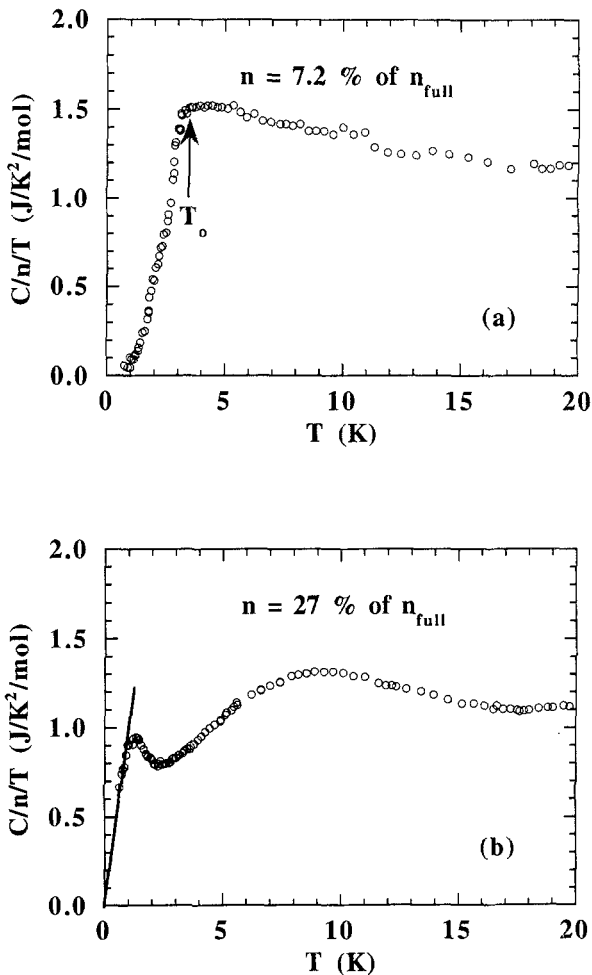 2.0
n = 7.2 % of n_full
1.5
1.0
T_o
0.5
(a)
0.0
0 5 10 15 20
T (K)
C/n/T (J/K²/mol)
2.0
n = 27 % of n_full
1.5
1.0
0.5
(b)
0.0
0 5 10 15 20
T (K)
C/n/T (J/K²/mol)